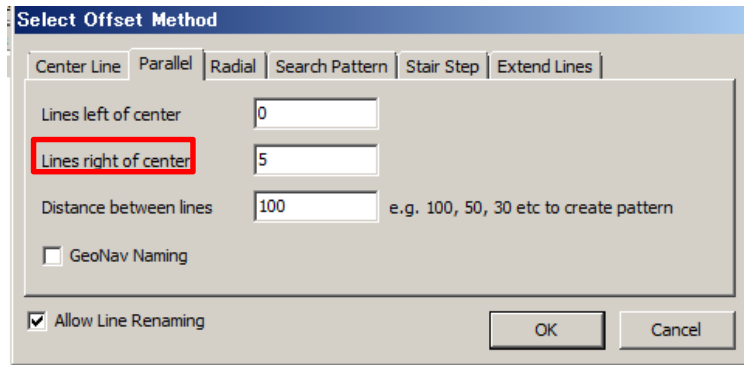 Select Offset Method
Center Line Parallel Radial Search Pattern Stair Step Extend Lines
Lines left of center 0
Lines right of center 5
Distance between lines 100 e.g. 100, 50, 30 etc to create pattern
GeoNav Naming
Allow Line Renaming OK Cancel